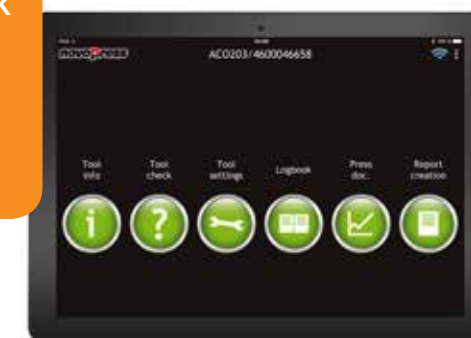 k
novopress
ACO203/4600046658
Tool info
Tool check
Tool settings
Logbook
Press doc.
Report creation